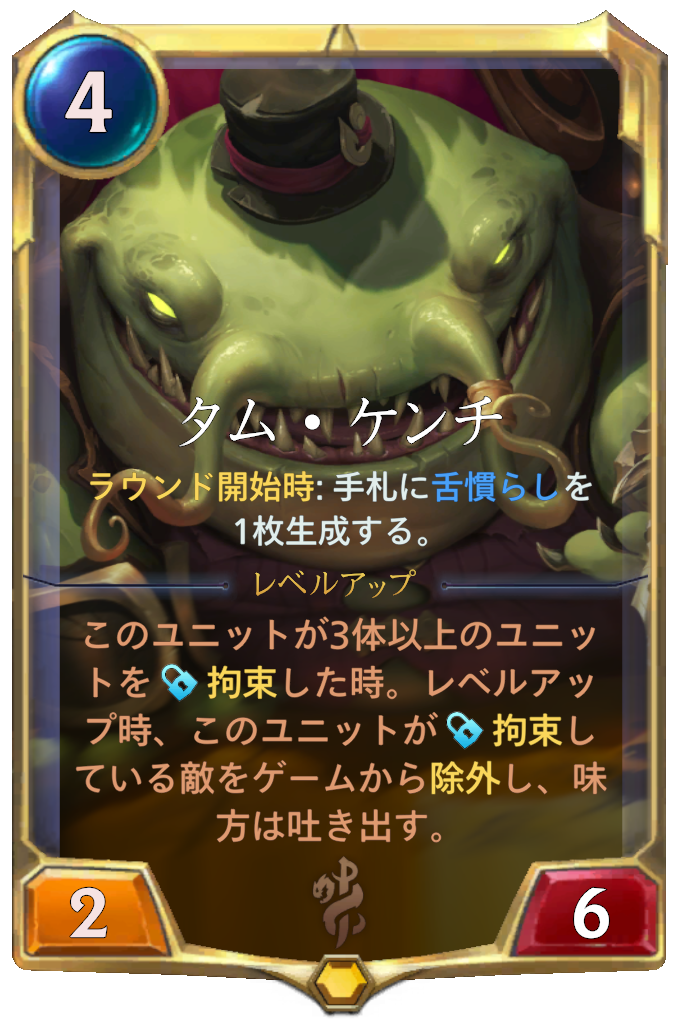 4
タム・ケンチ
ラウンド開始時: 手札に舌慣らしを
1枚生成する。
レベルアップ
このユニットが3体以上のユニッ
トを 拘束した時。レベルアッ
プ時、このユニットが 拘束し
ている敵をゲームから除外し、味
方は吐き出す。
2
6